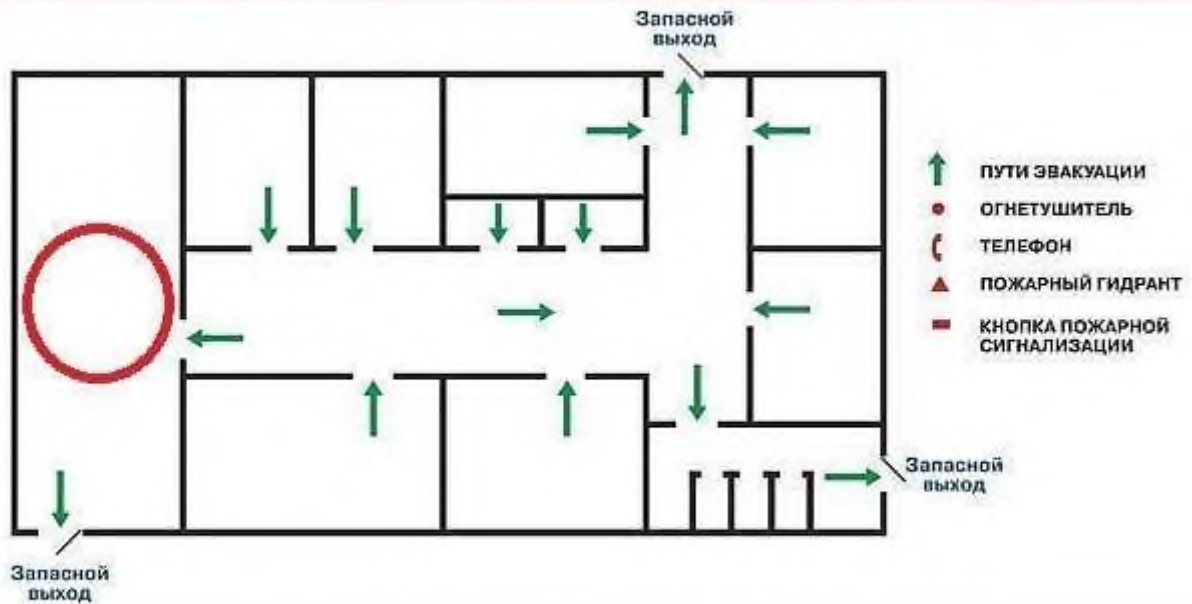 Запасной
выход
ПУТИ ЭВАКУАЦИИ
ОГНЕТУШИТЕЛЬ
ТЕЛЕФОН
ПОЖАРНЫЙ ГИДРАНТ
КНОПКА ПОЖАРНОЙ
СИГНАЛИЗАЦИИ
Запасной
выход
Запасной
выход